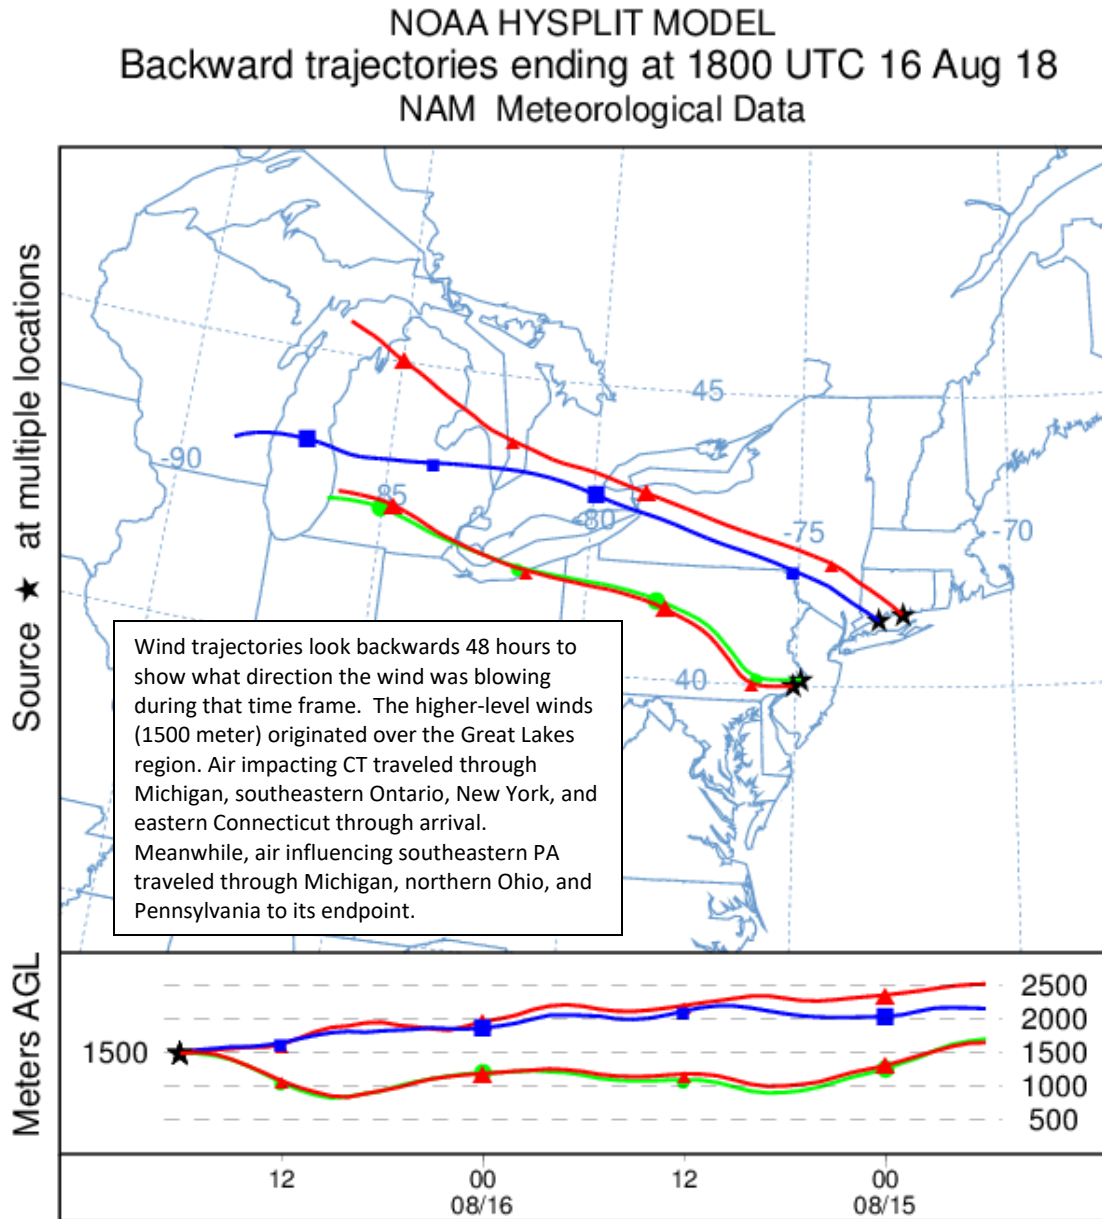 NOAA HYSPLIT MODEL
Backward trajectories ending at 1800 UTC 16 Aug 18
NAM Meteorological Data
Source ★ at multiple locations
45
-90
-85
-80
-75
-70
40
Wind trajectories look backwards 48 hours to
show what direction the wind was blowing
during that time frame. The higher-level winds
(1500 meter) originated over the Great Lakes
region. Air impacting CT traveled through
Michigan, southeastern Ontario, New York, and
eastern Connecticut through arrival.
Meanwhile, air influencing southeastern PA
traveled through Michigan, northern Ohio, and
Pennsylvania to its endpoint.
Meters AGL
1500
2500
2000
1500
1000
500
12 00 12 00
08/16 08/15